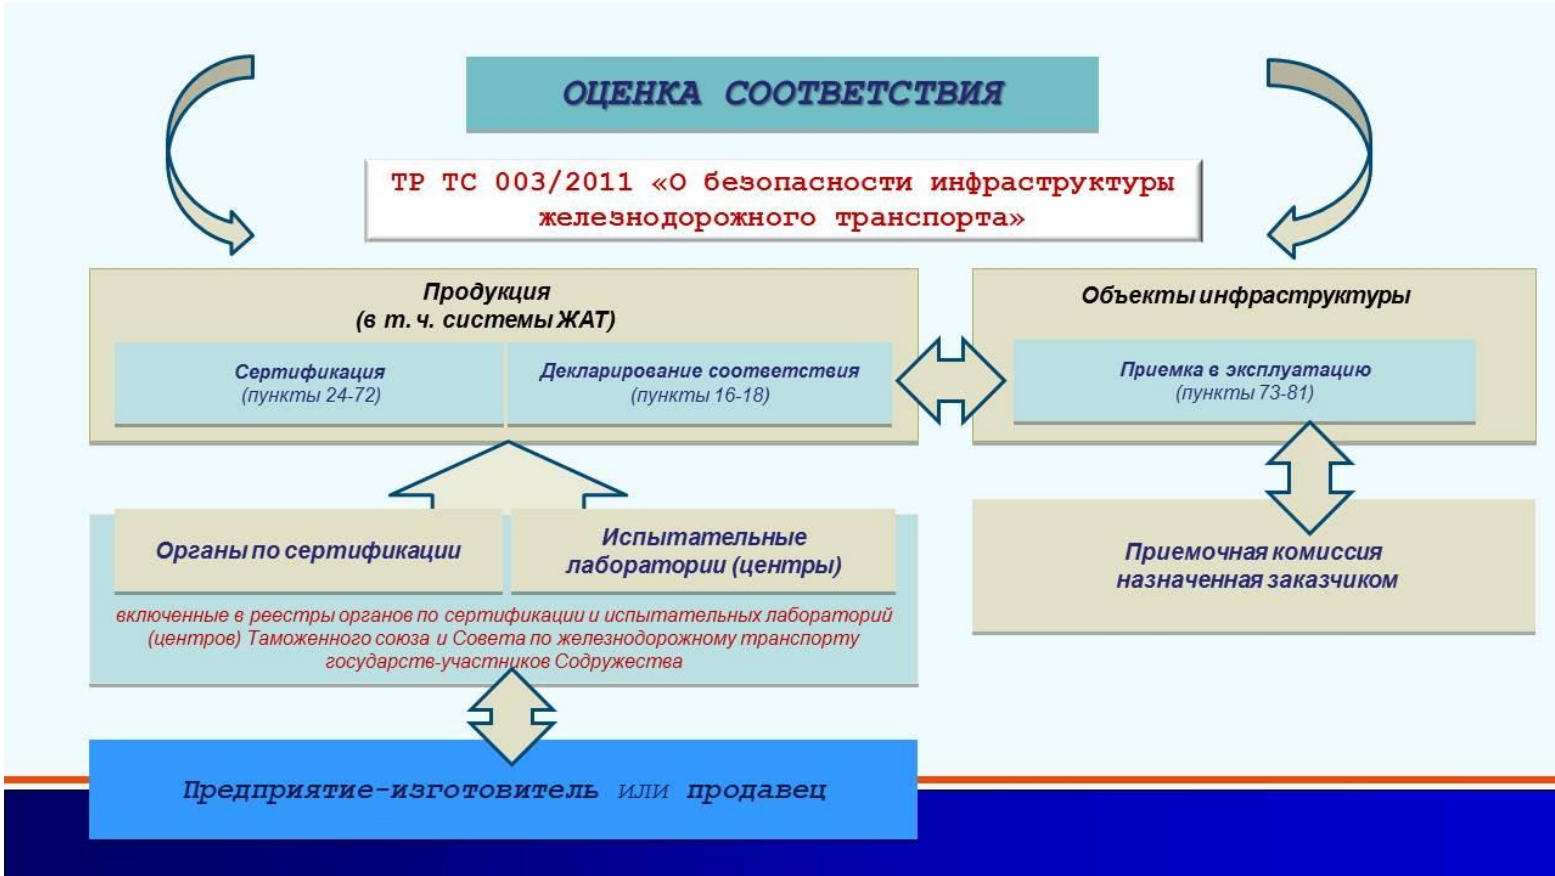 ОЦЕНКА СООТВЕТСТВИЯ
ТР ТС 003/2011 «О безопасности инфраструктуры
железнодорожного транспорта»
Продукция
(в т. ч. системы ЖАТ)
Сертификация
(пункты 24-72)
Декларирование соответствия
(пункты 16-18)
Объекты инфраструктуры
Приемка в эксплуатацию
(пункты 73-81)
Органы по сертификации
Испытательные
лаборатории (центры)
включенные в реестры органов по сертификации и испытательных лабораторий
(центров) Таможенного союза и Совета по железнодорожному транспорту
государств-участников Содружества
Приемочная комиссия
назначенная заказчиком
Предприятие-изготовитель или продавец